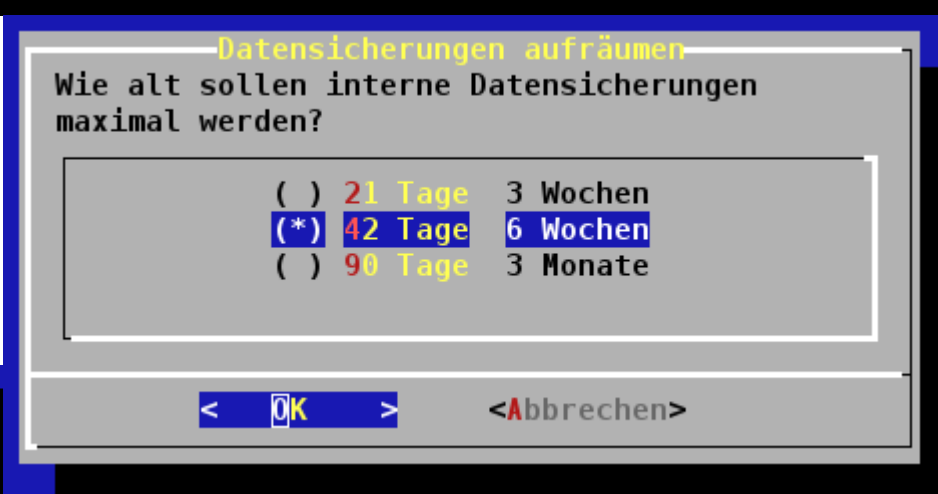 Datensicherungen aufräumen
Wie alt sollen interne Datensicherungen
maximal werden?
( ) 21 Tage 3 Wochen
(*) 42 Tage 6 Wochen
( ) 90 Tage 3 Monate
< OK > <Abbrechen>